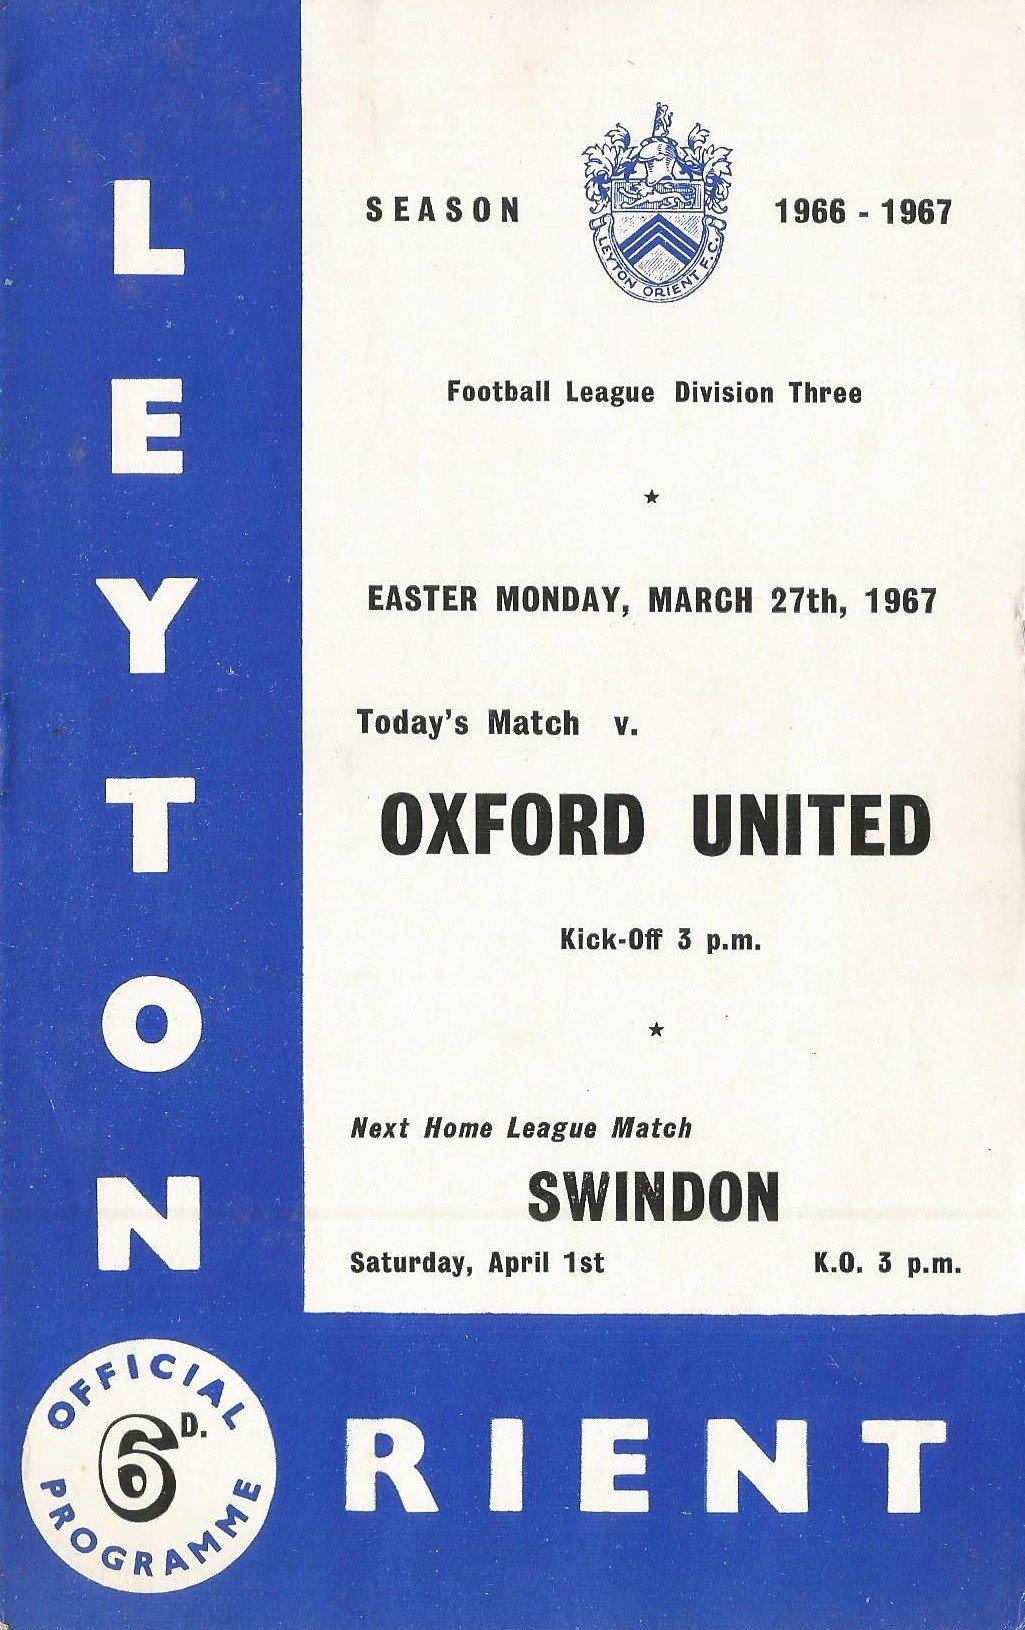 LEYTON
SEASON
1966 - 1967
LEYTON ORIENT F.C.
Football League Division Three
EASTER MONDAY, MARCH 27th, 1967
Today's Match v.
OXFORD UNITED
Kick-Off 3 p.m.
Next Home League Match
SWINDON
Saturday, April 1st K.O. 3 p.m.
OFFICIAL
6D.
PROGRAMME
RIENT